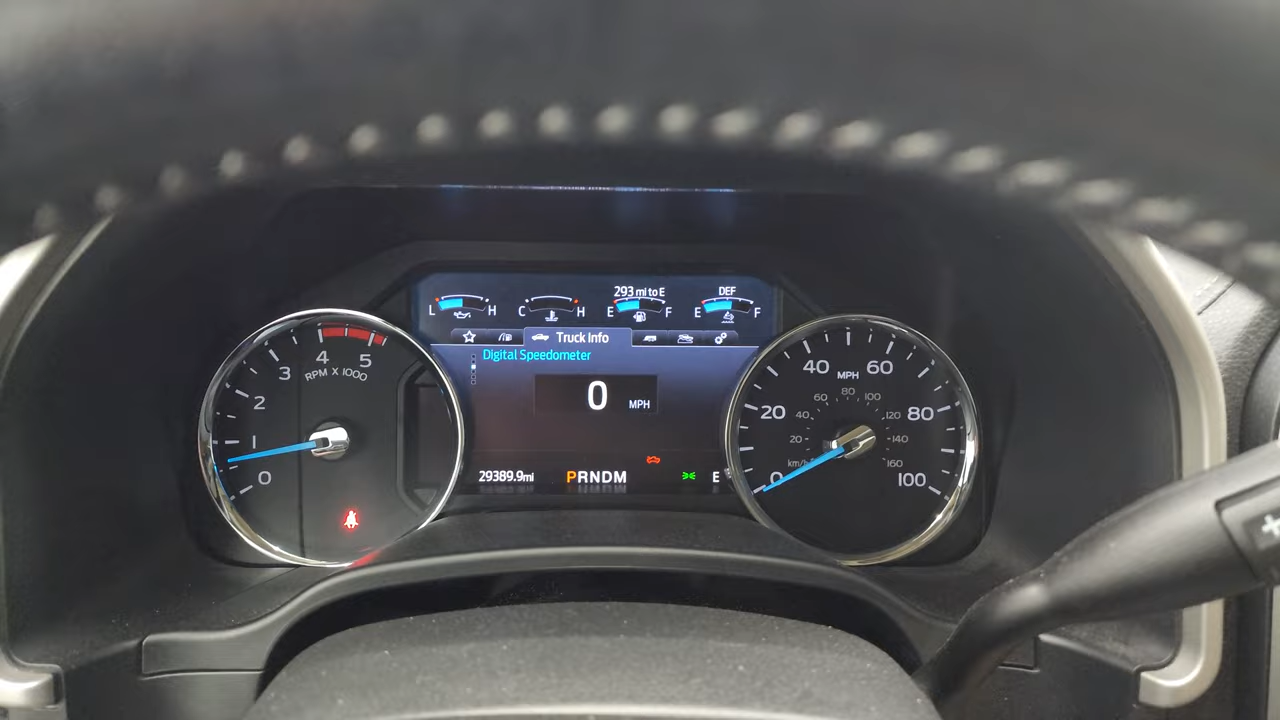 293 mi to E
DEF
L H
C H
E F
E F
Truck Info
Digital Speedometer
0 MPH
29389.9mi
PRNDM
E
0
1
2
3
4
5
RPM X 1000
0
20
40
60
80
100
MPH
20
40
60
80
100
120
140
160
km/h
+